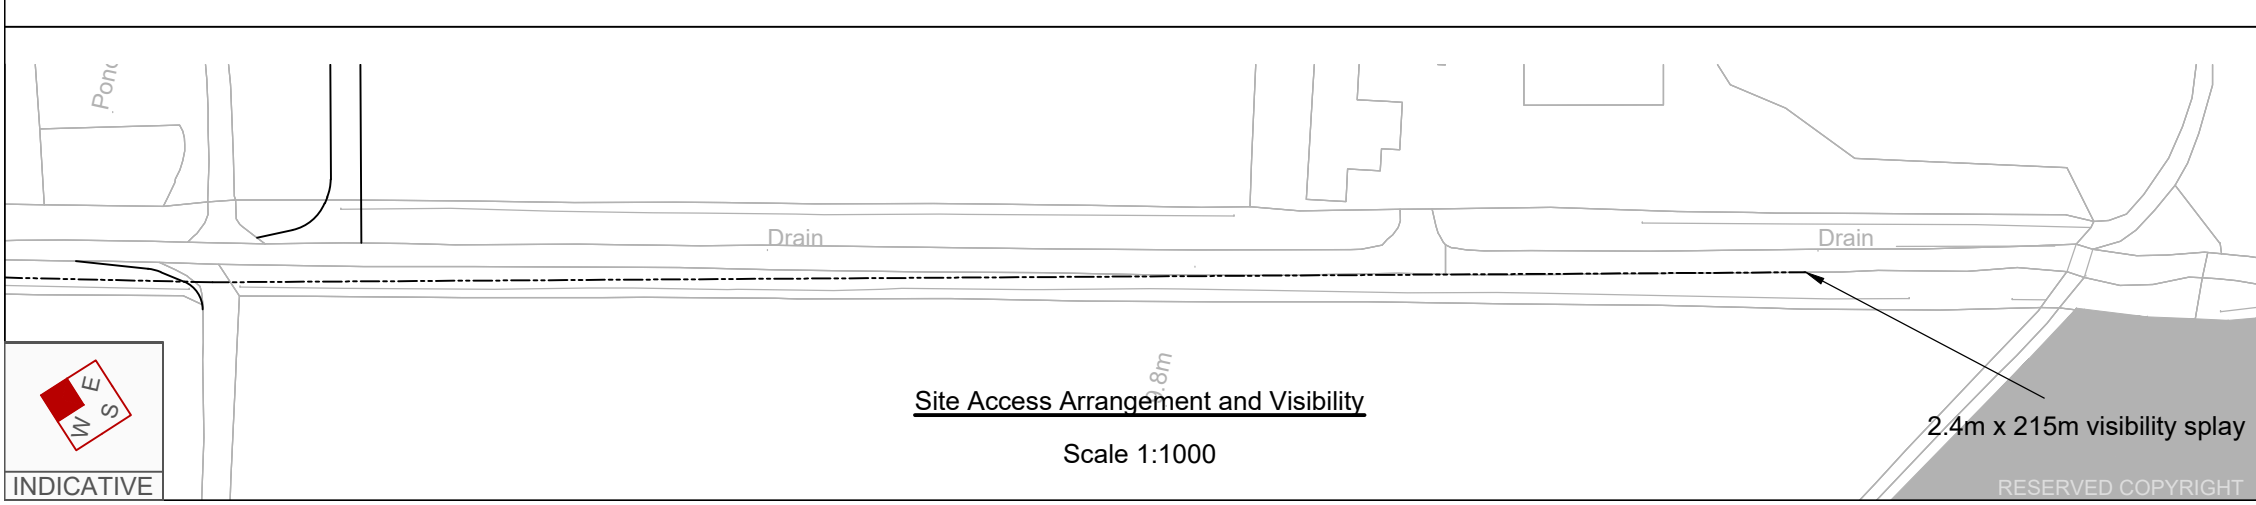 Drain
Drain
E
S
W
INDICATIVE
Site Access Arrangement and Visibility
Scale 1:1000
2.4m x 215m visibility splay
RESERVED COPYRIGHT